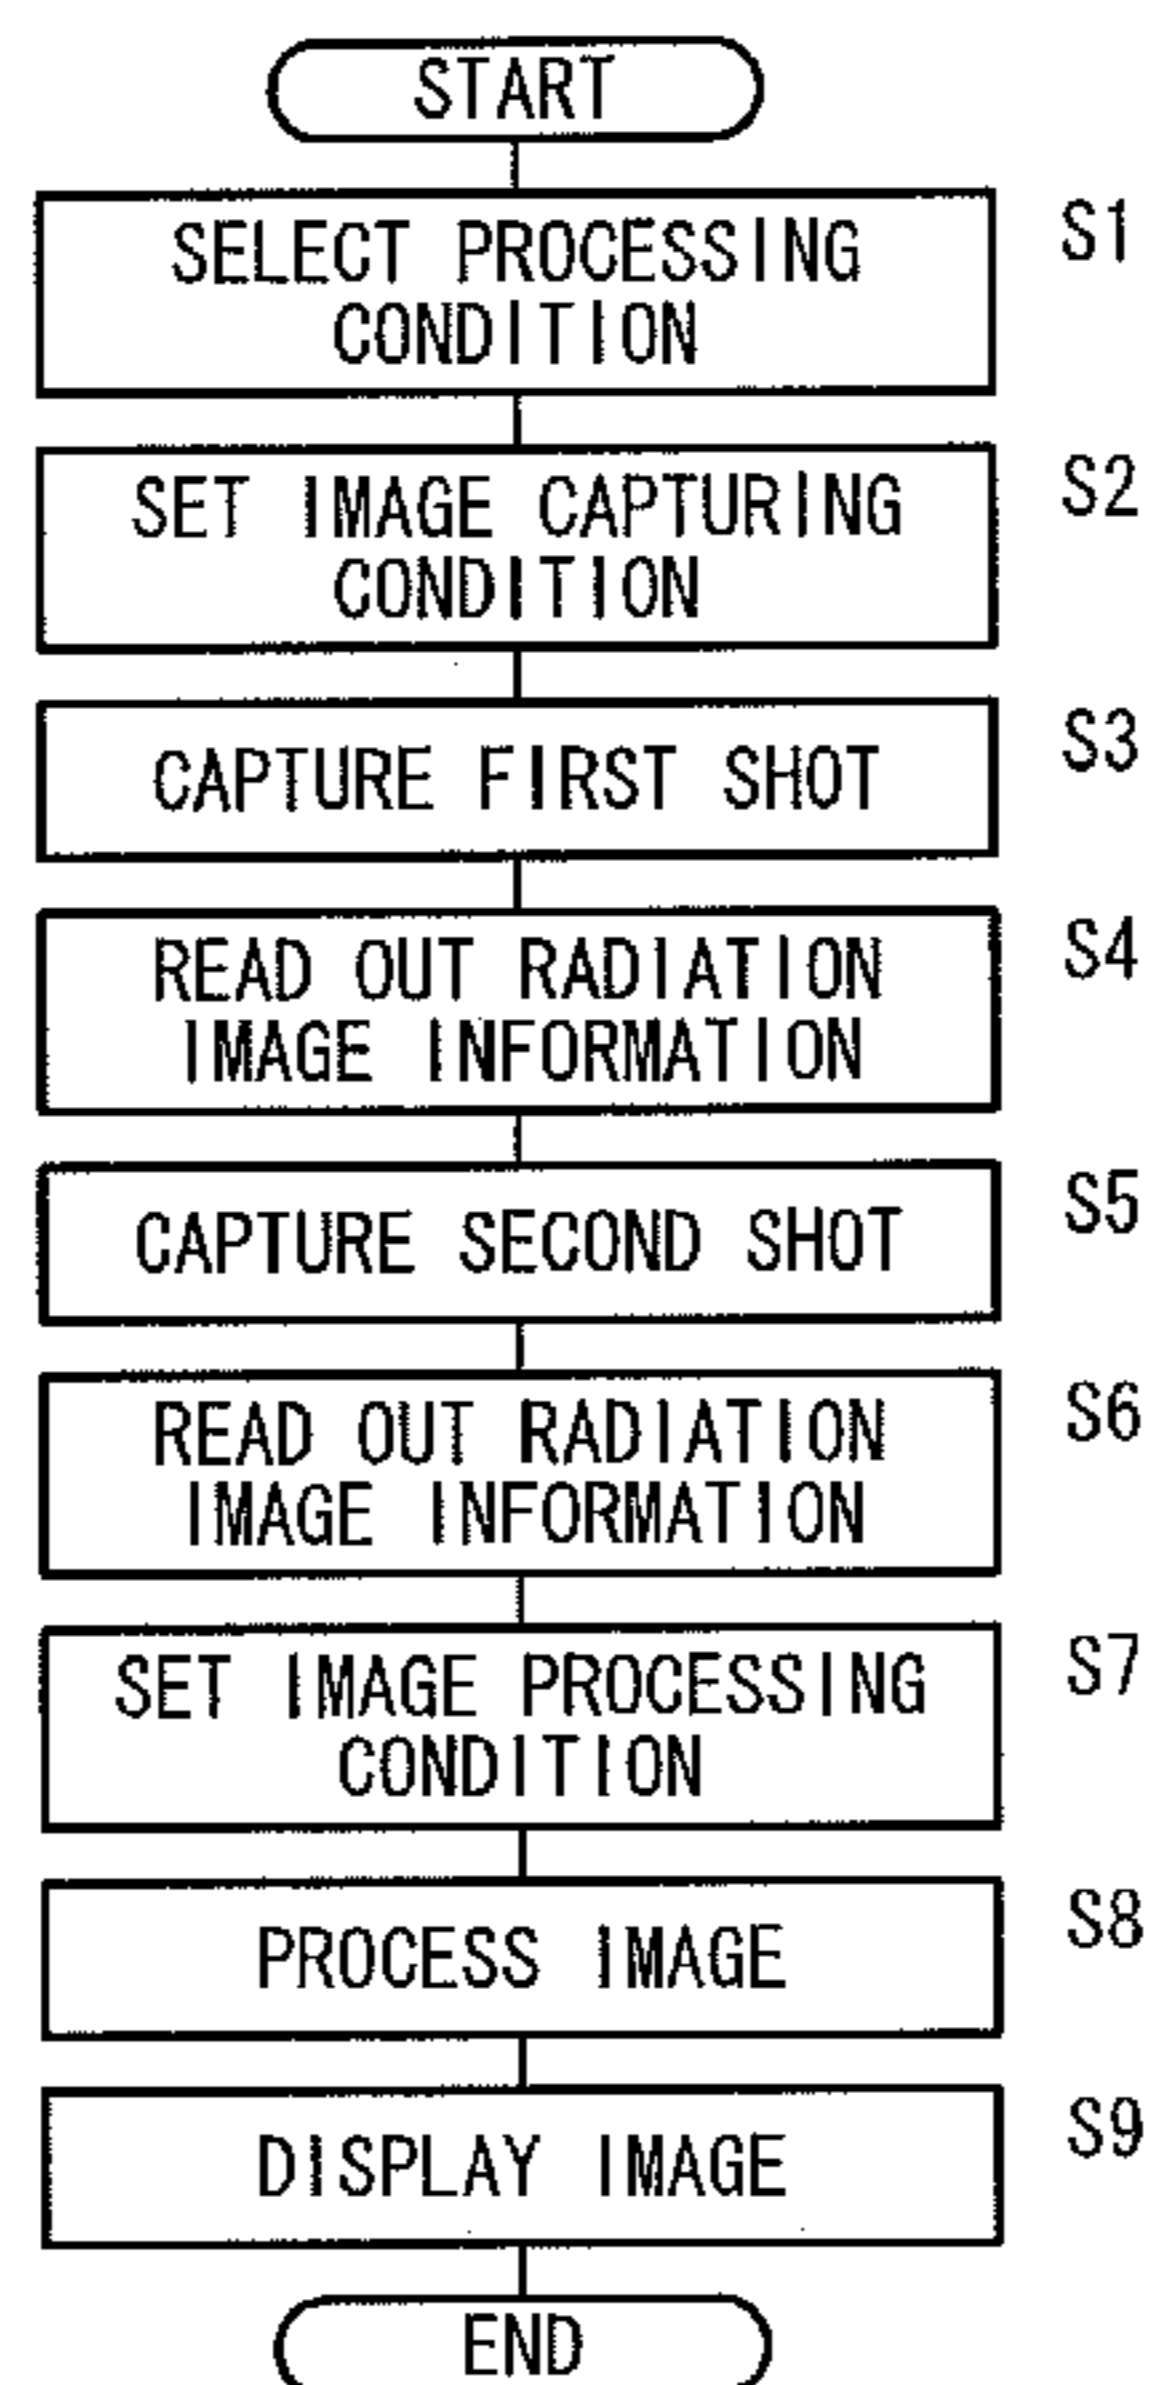 START
SELECT PROCESSING
CONDITION
S1
SET IMAGE CAPTURING
CONDITION
S2
CAPTURE FIRST SHOT
S3
READ OUT RADIATION
IMAGE INFORMATION
S4
CAPTURE SECOND SHOT
S5
READ OUT RADIATION
IMAGE INFORMATION
S6
SET IMAGE PROCESSING
CONDITION
S7
PROCESS IMAGE
S8
DISPLAY IMAGE
S9
END